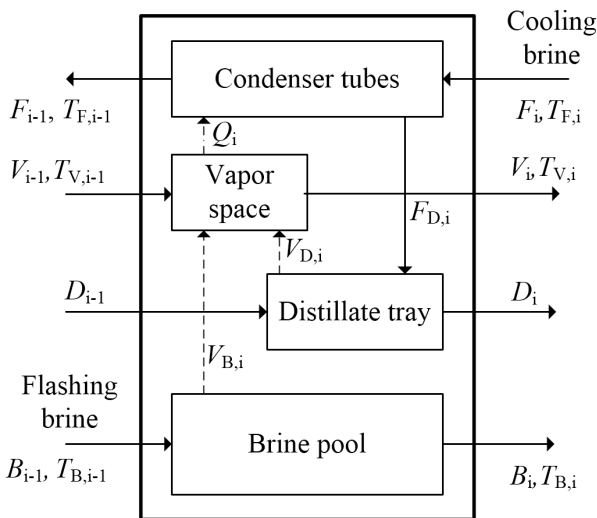 Cooling
brine
Condenser tubes
F_{i-1}, T_{F,i-1}
F_i, T_{F,i}
Q_i
V_{i-1}, T_{V,i-1}
Vapor
space
V_i, T_{V,i}
F_{D,i}
V_{D,i}
D_{i-1}
Distillate tray
D_i
V_{B,i}
Flashing
brine
Brine pool
B_{i-1}, T_{B,i-1}
B_i, T_{B,i}